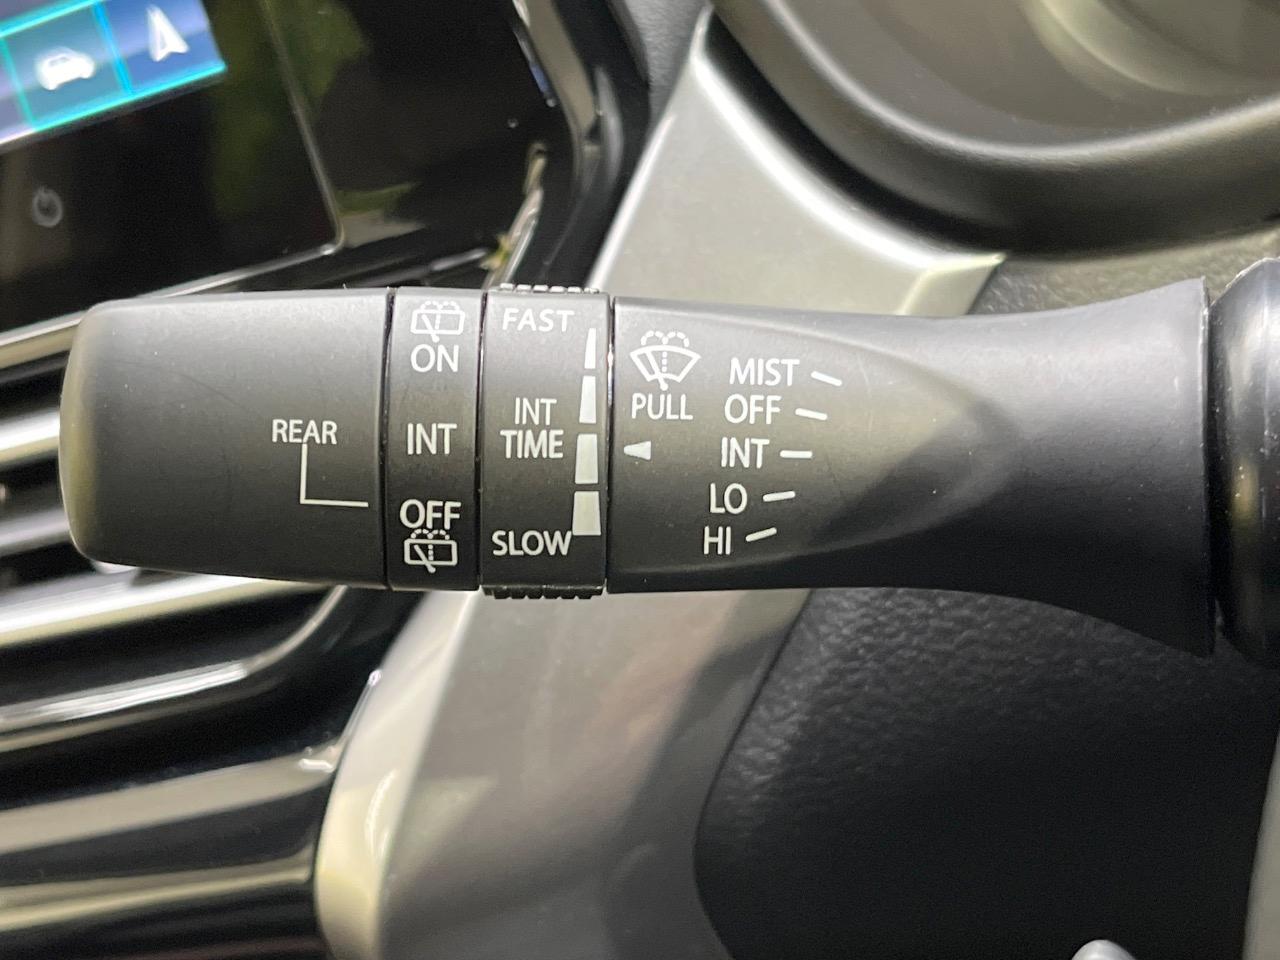 REAR
ON
INT
OFF
FAST
INT
TIME
SLOW
PULL
MIST
OFF
INT
LO
HI